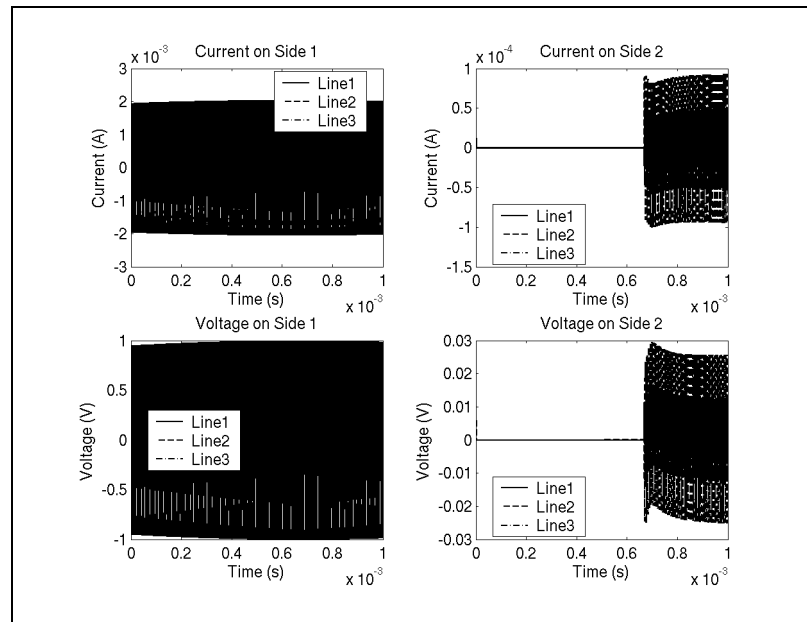 x 10-3
Current on Side 1
3
2
1
0
-1
-2
-3
Current (A)
Line1
Line2
Line3
0
0.2
0.4
0.6
0.8
1
Time (s)
x 10-3
x 10-4
Current on Side 2
1
0.5
0
-0.5
-1
-1.5
Current (A)
Line1
Line2
Line3
0
0.2
0.4
0.6
0.8
1
Time (s)
x 10-3
Voltage on Side 1
1
0.5
0
-0.5
-1
Voltage (V)
Line1
Line2
Line3
0
0.2
0.4
0.6
0.8
1
Time (s)
x 10-3
Voltage on Side 2
0.03
0.02
0.01
0
-0.01
-0.02
-0.03
Voltage (V)
Line1
Line2
Line3
0
0.2
0.4
0.6
0.8
1
Time (s)
x 10-3